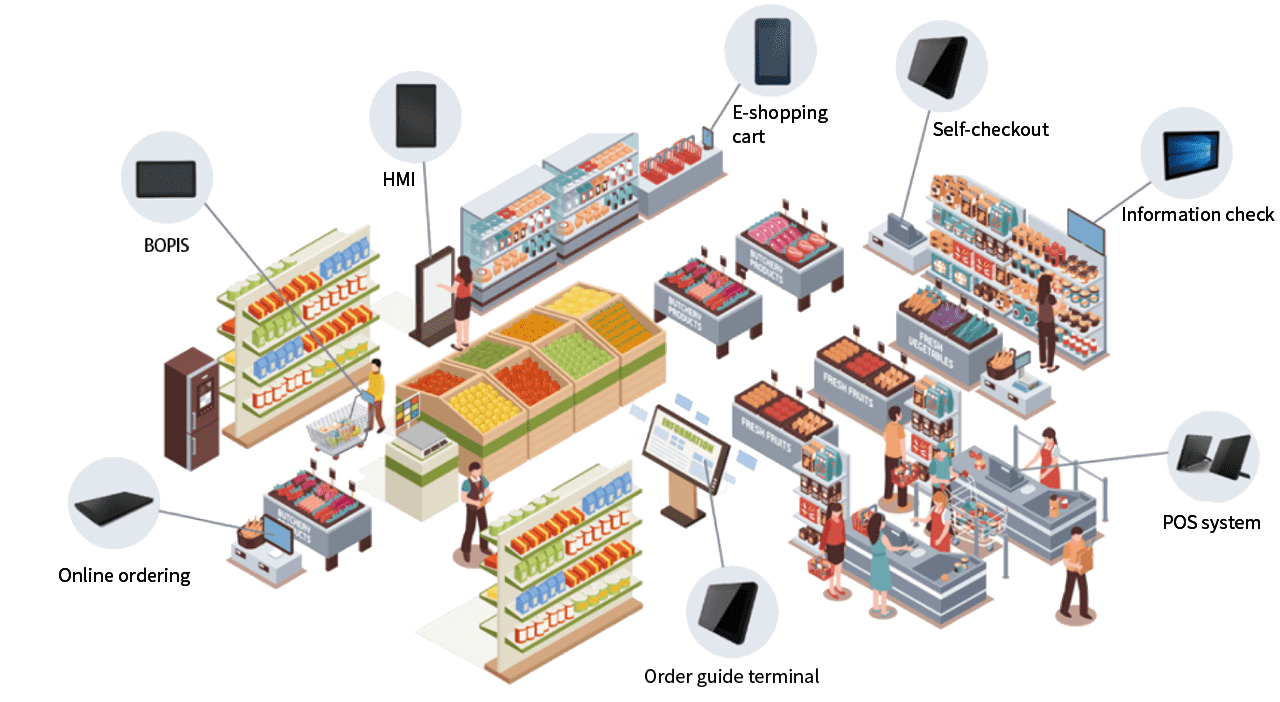 E-shopping
cart
Self-checkout
HMI
Information check
BOPIS
BUTCHERY
PRODUCTS
BUTCHERY
PRODUCTS
FRESH
VEGETABLES
FRESH FRUITS
FRESH FRUITS
INFORMATION
BUTCHERY
PRODUCTS
POS system
Online ordering
Order guide terminal